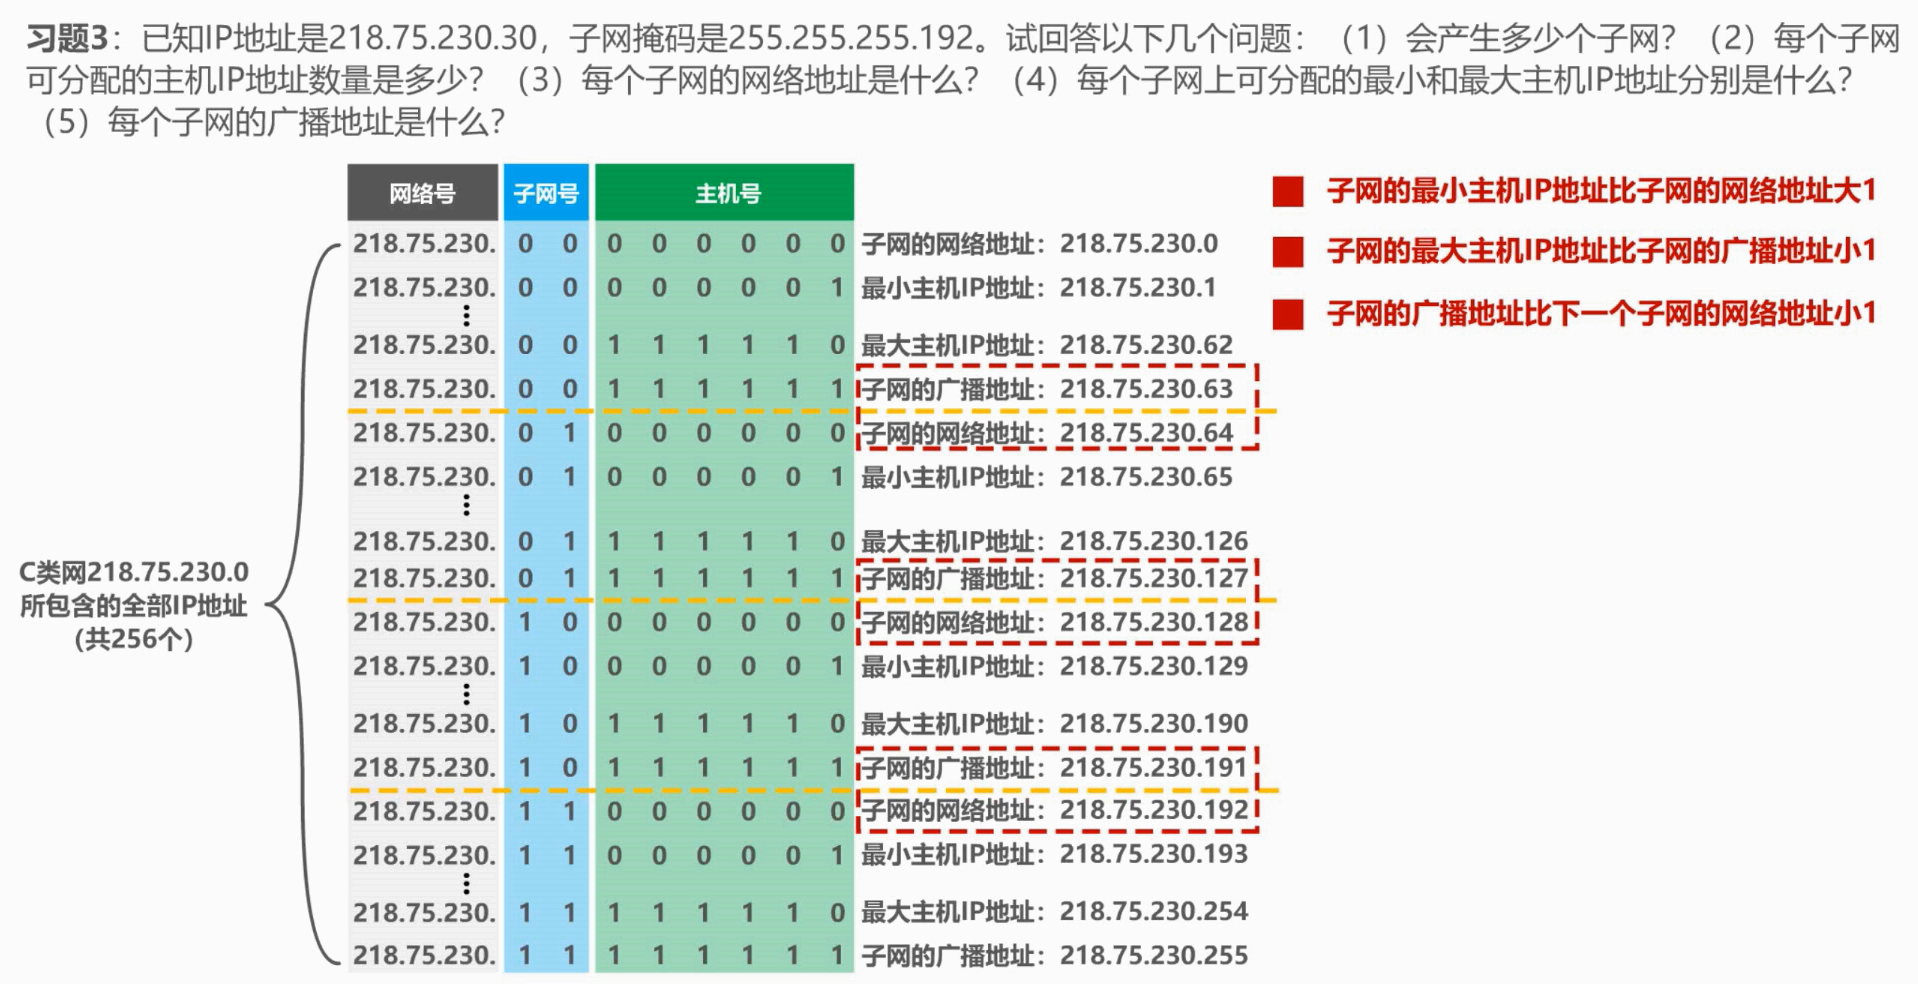 习题3：已知IP地址是218.75.230.30，子网掩码是255.255.255.192。试回答以下几个问题：（1）会产生多少个子网？（2）每个子网
可分配的主机IP地址数量是多少？（3）每个子网的网络地址是什么？（4）每个子网上可分配的最小和最大主机IP地址分别是什么？
（5）每个子网的广播地址是什么？
网络号 子网号 主机号
218.75.230. 0 0 0 0 0 0 0 0 子网的网络地址：218.75.230.0
218.75.230. 0 0 0 0 0 0 0 1 最小主机IP地址：218.75.230.1
⋮
218.75.230. 0 0 1 1 1 1 1 0 最大主机IP地址：218.75.230.62
218.75.230. 0 0 1 1 1 1 1 1 子网的广播地址：218.75.230.63
218.75.230. 0 1 0 0 0 0 0 0 子网的网络地址：218.75.230.64
218.75.230. 0 1 0 0 0 0 0 1 最小主机IP地址：218.75.230.65
⋮
218.75.230. 0 1 1 1 1 1 1 0 最大主机IP地址：218.75.230.126
218.75.230. 0 1 1 1 1 1 1 1 子网的广播地址：218.75.230.127
218.75.230. 1 0 0 0 0 0 0 0 子网的网络地址：218.75.230.128
218.75.230. 1 0 0 0 0 0 0 1 最小主机IP地址：218.75.230.129
⋮
218.75.230. 1 0 1 1 1 1 1 0 最大主机IP地址：218.75.230.190
218.75.230. 1 0 1 1 1 1 1 1 子网的广播地址：218.75.230.191
218.75.230. 1 1 0 0 0 0 0 0 子网的网络地址：218.75.230.192
218.75.230. 1 1 0 0 0 0 0 1 最小主机IP地址：218.75.230.193
⋮
218.75.230. 1 1 1 1 1 1 1 0 最大主机IP地址：218.75.230.254
218.75.230. 1 1 1 1 1 1 1 1 子网的广播地址：218.75.230.255
C类网218.75.230.0
所包含的全部IP地址
(共256个)
子网的最小主机IP地址比子网的网络地址大1
子网的最大主机IP地址比子网的广播地址小1
子网的广播地址比下一个子网的网络地址小1